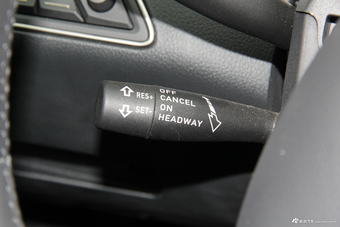 RES+
SET-
OFF
CANCEL
ON
HEADWAY